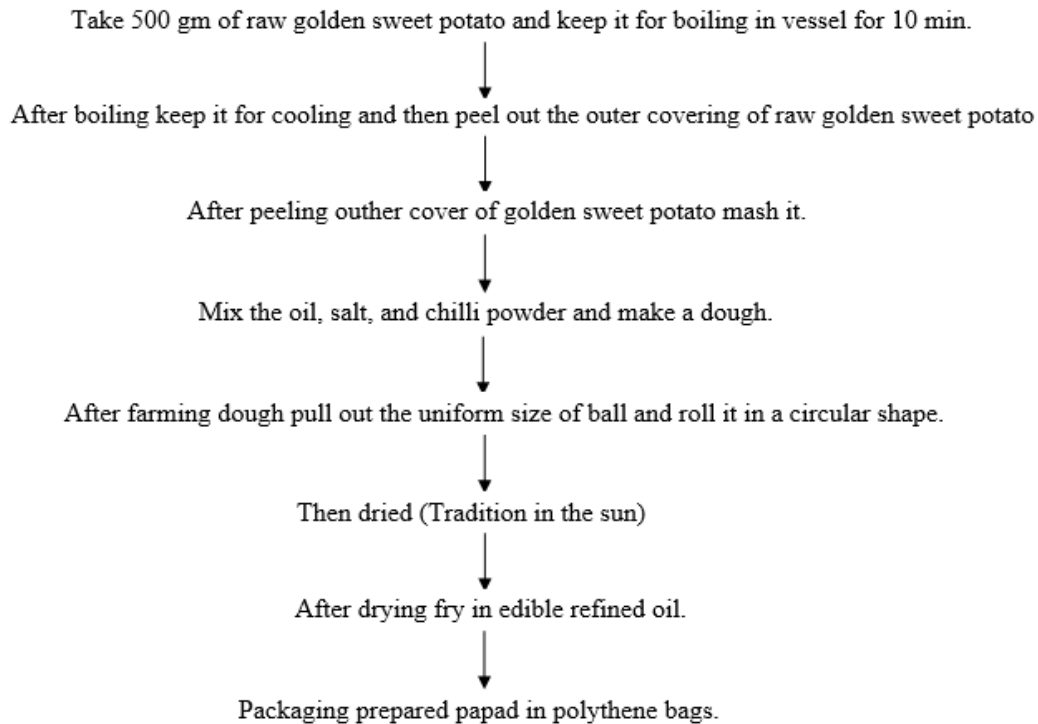 Take 500 gm of raw golden sweet potato and keep it for boiling in vessel for 10 min.
After boiling keep it for cooling and then peel out the outer covering of raw golden sweet potato
After peeling outher cover of golden sweet potato mash it.
Mix the oil, salt, and chilli powder and make a dough.
After farming dough pull out the uniform size of ball and roll it in a circular shape.
Then dried (Tradition in the sun)
After drying fry in edible refined oil.
Packaging prepared papad in polythene bags.